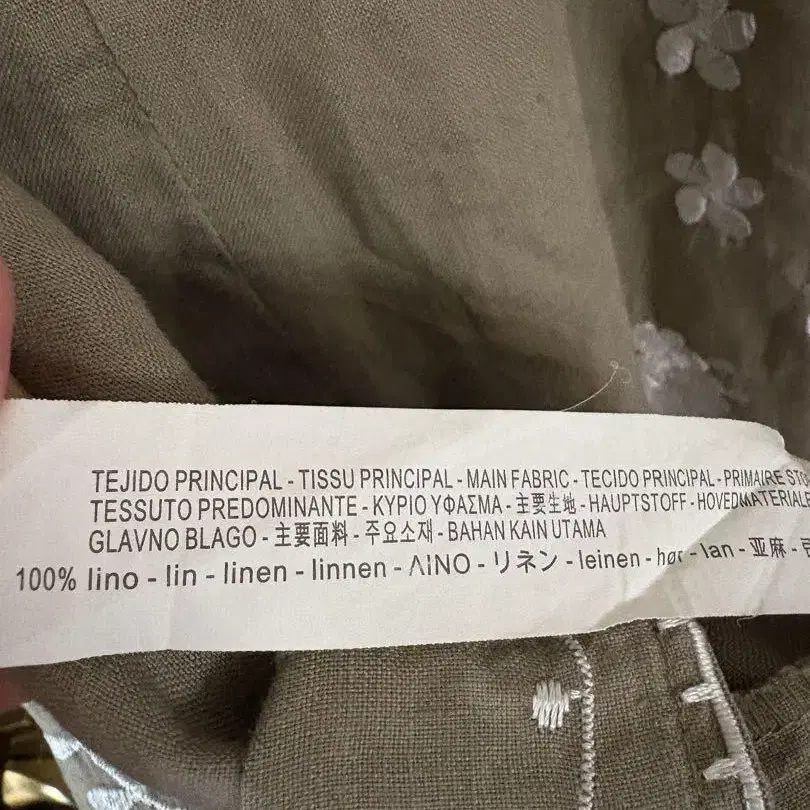 TEJIDO PRINCIPAL - TISSU PRINCIPAL - MAIN FABRIC - TECIDO PRINCIPAL - PRIMAIRE
TESSUTO PREDOMINANTE - ΚΥΡΙΟ ΥΦΑΣΜΑ - 主要生地 - HAUPTSTOFF - HOVEDMATERIALE
GLAVNO BLAGO - 主要面料 - 주요소재 - BAHAN KAIN UTAMA
100% lino - lin - linen - linnen - ΛΙΝΟ - リネン - leinen - hør - lan - 亚麻 -